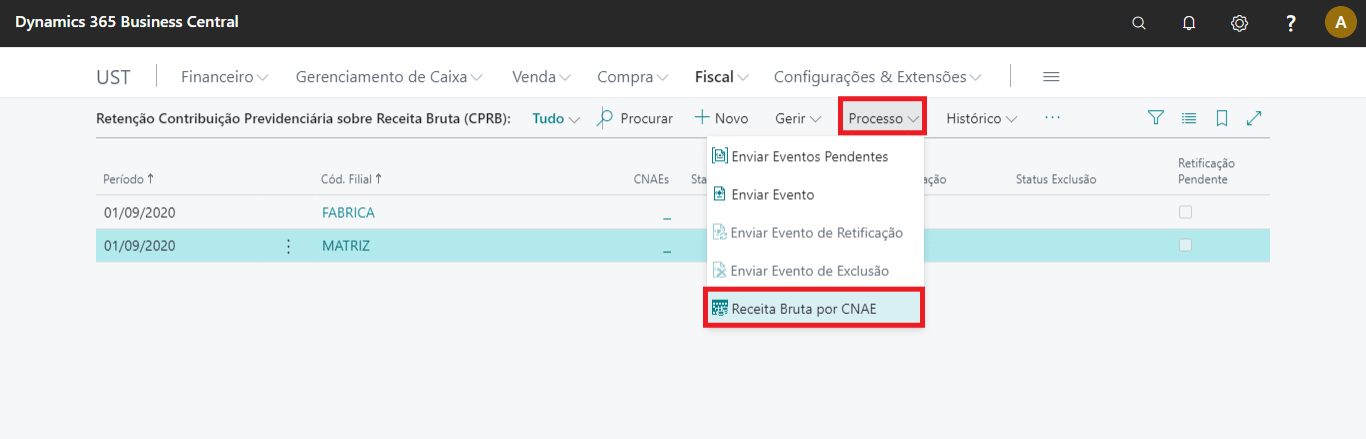 Dynamics 365 Business Central
?
A
UST
Financeiro Gerenciamento de Caixa Venda Compra Fiscal Configurações & Extensões
Retenção Contribuição Previdenciária sobre Receita Bruta (CPRB): Tudo Procurar Novo Gerir Processo Histórico ...
Período Cód. Filial CNAEs Status Exclusão Retificação
Pendente
01/09/2020 FABRICA _
01/09/2020 MATRIZ _
Enviar Eventos Pendentes
Enviar Evento
Enviar Evento de Retificação
Enviar Evento de Exclusão
Receita Bruta por CNAE